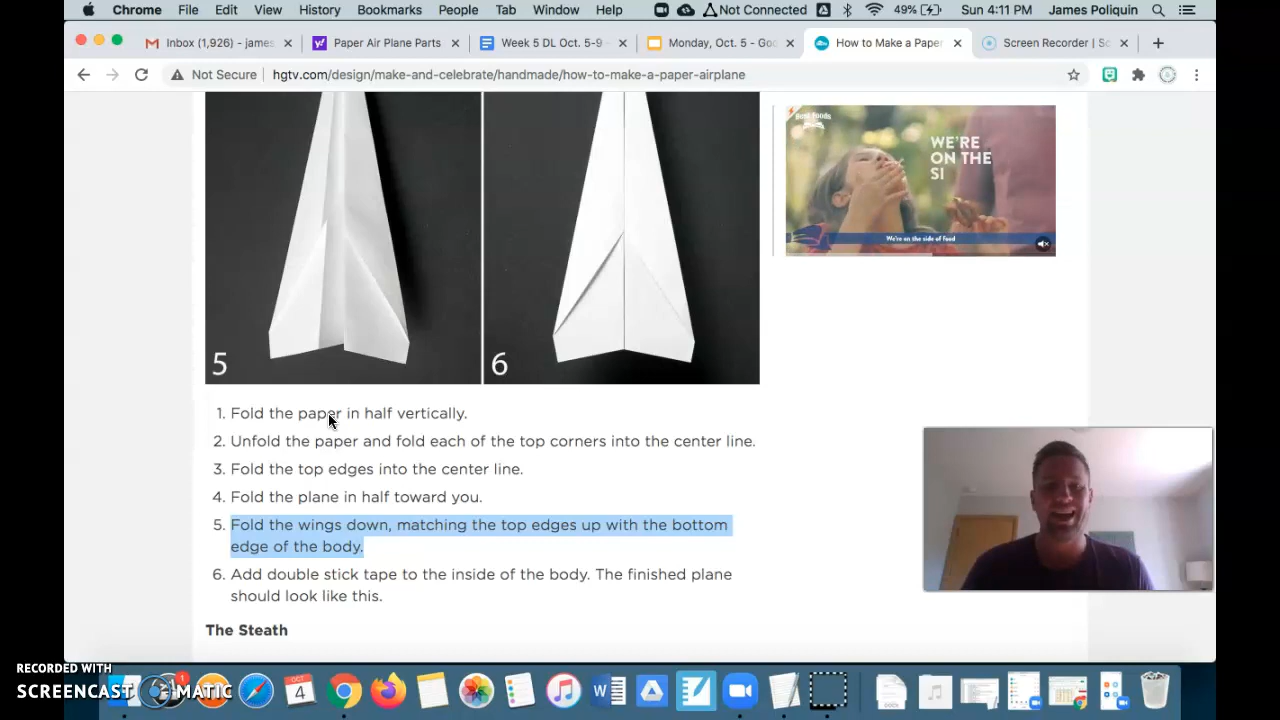 Chrome File Edit View History Bookmarks People Tab Window Help Not Connected 49% Sun 4:11 PM James Poliquin
Inbox (1,926) - james Paper Air Plane Parts Week 5 DL Oct. 5-9 - Monday, Oct. 5 - Goo How to Make a Paper Screen Recorder | Sc
Not Secure hgtv.com/design/make-and-celebrate/handmade/how-to-make-a-paper-airplane
WE'RE
ON THE
SI
We're on the side of food
5 6
1. Fold the paper in half vertically.
2. Unfold the paper and fold each of the top corners into the center line.
3. Fold the top edges into the center line.
4. Fold the plane in half toward you.
5. Fold the wings down, matching the top edges up with the bottom
edge of the body.
6. Add double stick tape to the inside of the body. The finished plane
should look like this.
The Steath
RECORDED WITH
SCREENCAST MATIC
OCT
4